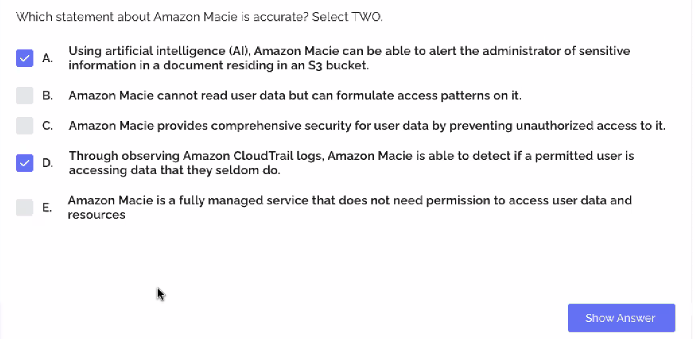 Which statement about Amazon Macie is accurate? Select TWO.
A. Using artificial intelligence (AI), Amazon Macie can be able to alert the administrator of sensitive
information in a document residing in an S3 bucket.
B. Amazon Macie cannot read user data but can formulate access patterns on it.
C. Amazon Macie provides comprehensive security for user data by preventing unauthorized access to it.
D. Through observing Amazon CloudTrail logs, Amazon Macie is able to detect if a permitted user is
accessing data that they seldom do.
E. Amazon Macie is a fully managed service that does not need permission to access user data and
resources
Show Answer